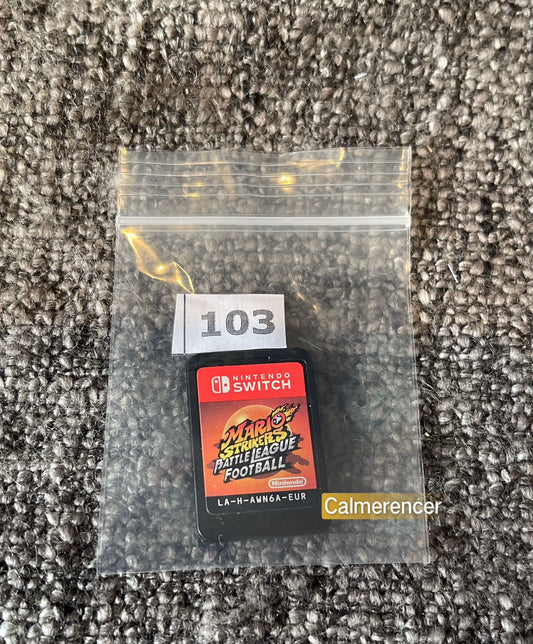 103
NINTENDO
SWITCH
MARIO
STRIKERS
BATTLE LEAGUE
FOOTBALL
Nintendo
LA-H-AWN6A-EUR
Calmerencer